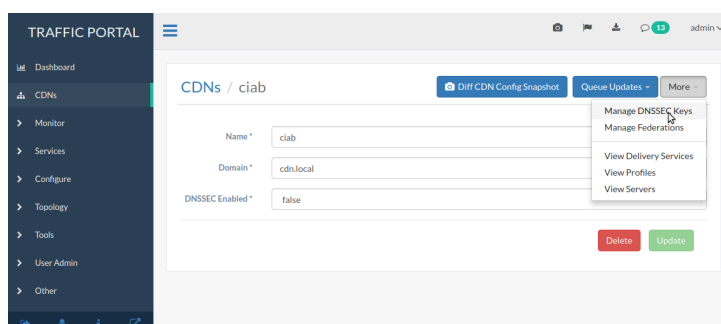 TRAFFIC PORTAL
13
admin
Dashboard
CDNs
Monitor
Services
Configure
Topology
Tools
User Admin
Other
CDNs / ciab
Diff CDN Config Snapshot
Queue Updates
More
Manage DNSSEC Keys
Manage Federations
View Delivery Services
View Profiles
View Servers
Name *
ciab
Domain *
cdn.local
DNSSEC Enabled *
false
Delete
Update